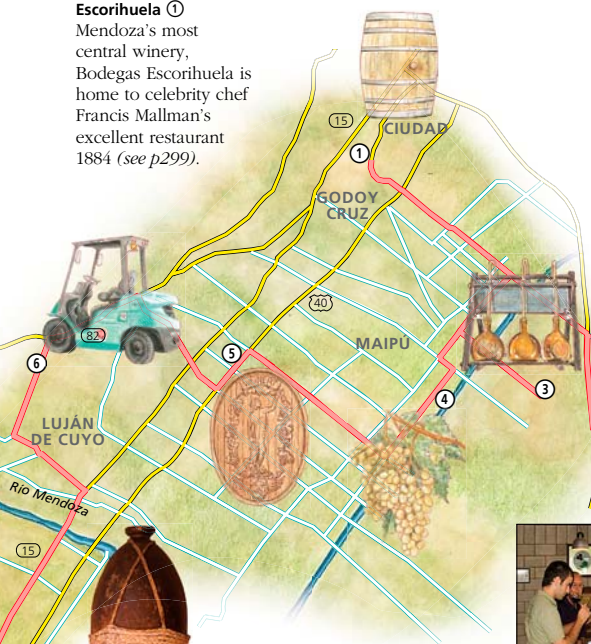 Escorihuela ①
Mendoza's most
central winery,
Bodegas Escorihuela is
home to celebrity chef
Francis Mallman's
excellent restaurant
1884 (see p299).
15
CIUDAD
1
GODOY
CRUZ
40
82
MAIPÚ
5
6
3
4
LUJÁN
DE CUYO
Río Mendoza
15